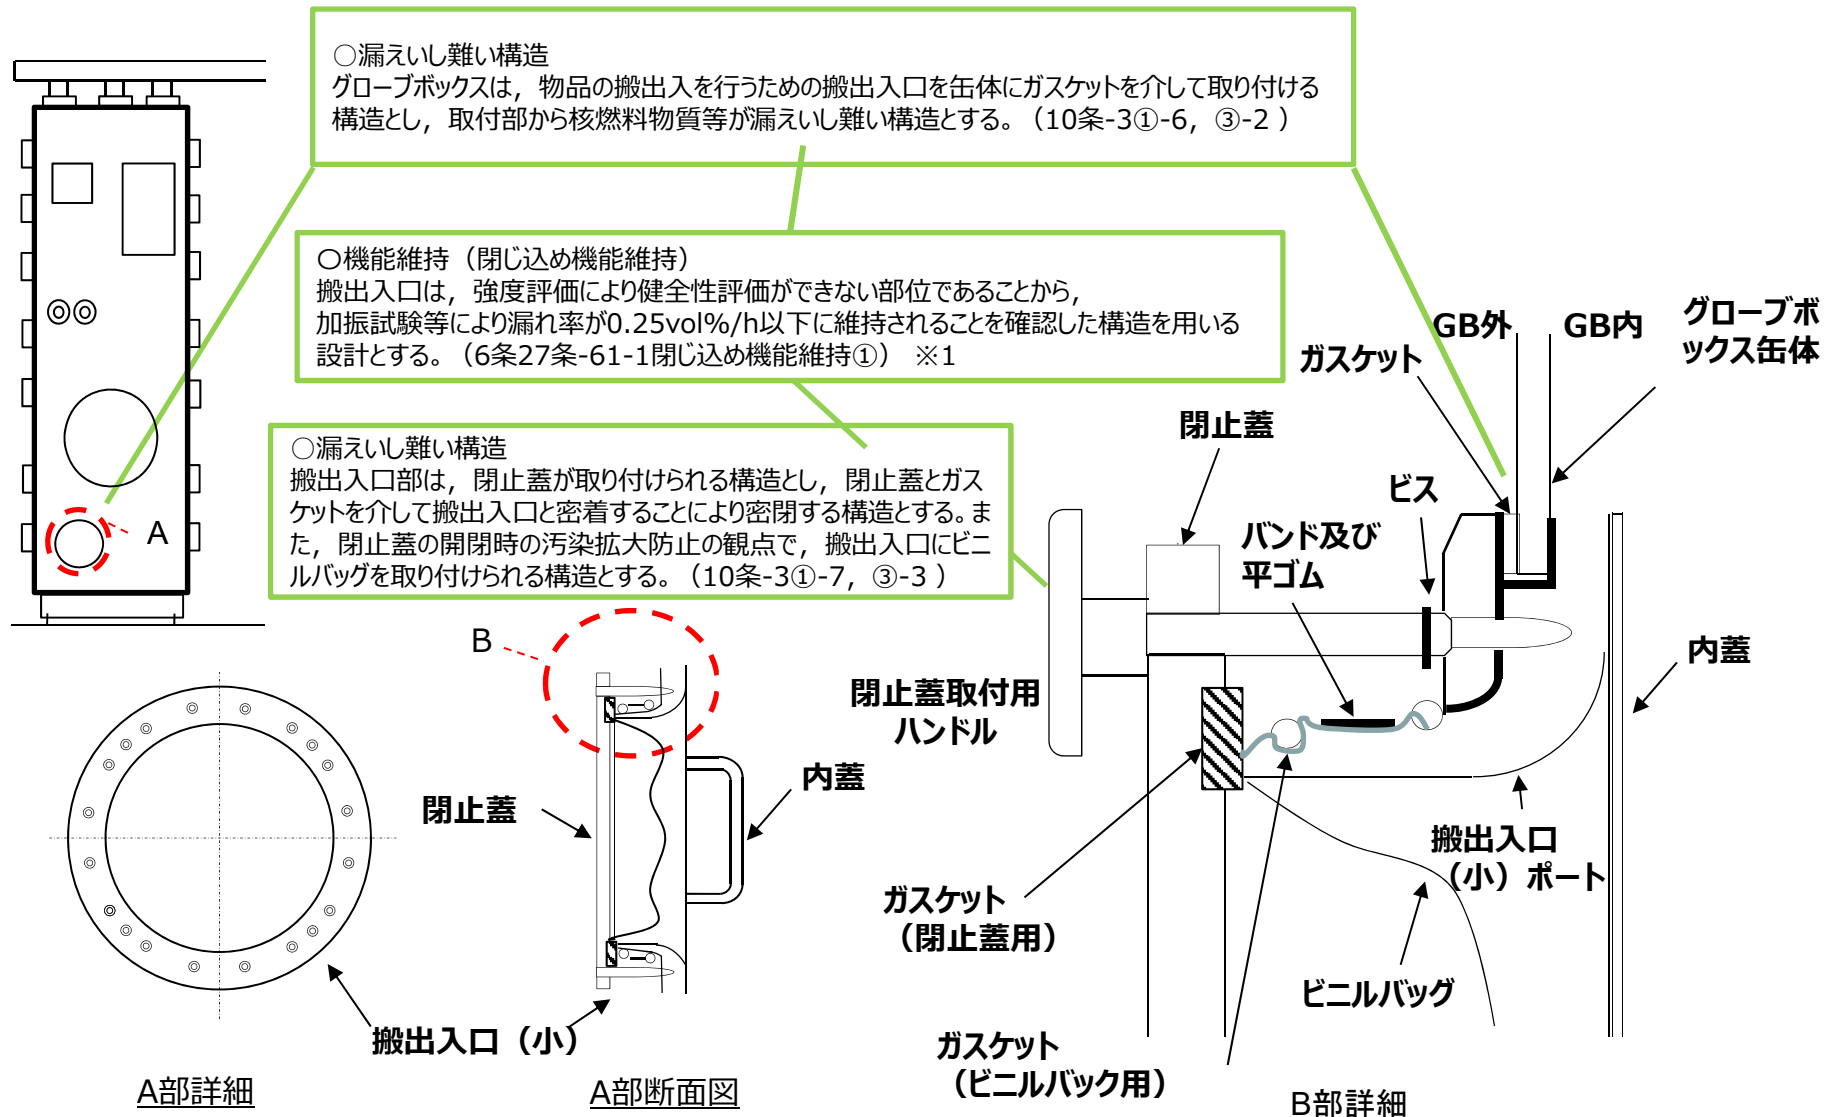 ○漏えいし難い構造
グローブボックスは，物品の搬出入を行うための搬出入口を缶体にガスケットを介して取り付ける
構造とし，取付部から核燃料物質等が漏えいし難い構造とする。（10条-3①-6，③-2 ）
〇機能維持（閉じ込め機能維持）
搬出入口は，強度評価により健全性評価ができない部位であることから，
加振試験等により漏れ率が0.25vol%/h以下に維持されることを確認した構造を用いる
設計とする。（6条27条-61-1閉じ込め機能維持①） ※1
○漏えいし難い構造
搬出入口部は，閉止蓋が取り付けられる構造とし，閉止蓋とガス
ケットを介して搬出入口と密着することにより密閉する構造とする。ま
た，閉止蓋の開閉時の汚染拡大防止の観点で，搬出入口にビニ
ルバッグを取り付けられる構造とする。（10条-3①-7，③-3 ）
A
B
閉止蓋
内蓋
搬出入口（小）
A部詳細
A部断面図
GB外
GB内
グローブボ
ックス缶体
ガスケット
閉止蓋
ビス
バンド及び
平ゴム
内蓋
閉止蓋取付用
ハンドル
搬出入口
（小）ポート
ガスケット
（閉止蓋用）
ビニルバッグ
ガスケット
（ビニルバック用）
B部詳細